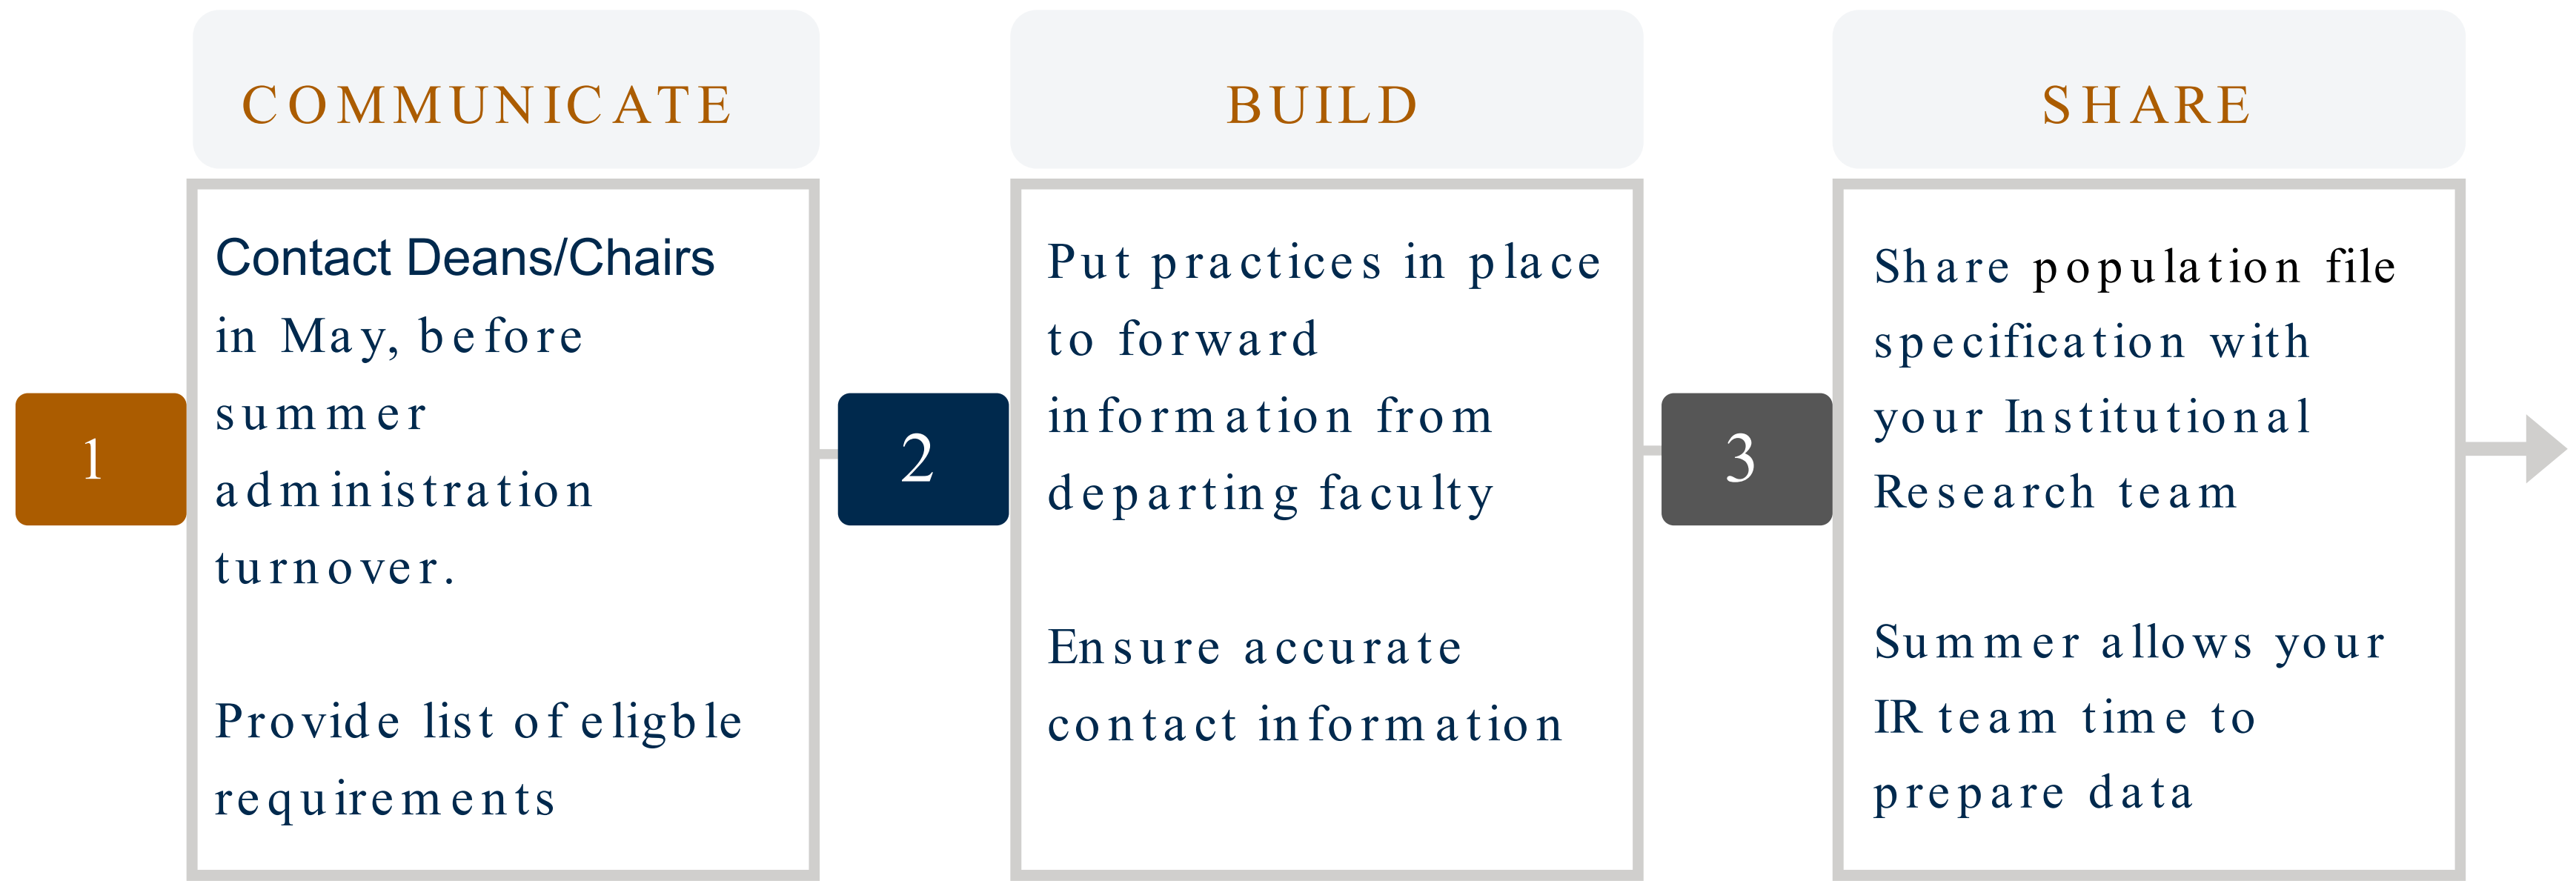 COMMUNICATE
Contact Deans/Chairs
in May, before
summer
administration
turnover.
Provide list of eligble
requirements
1
BUILD
Put practices in place
to forward
information from
departing faculty
Ensure accurate
contact information
2
SHARE
Share population file
specification with
your Institutional
Research team
Summer allows your
IR team time to
prepare data
3